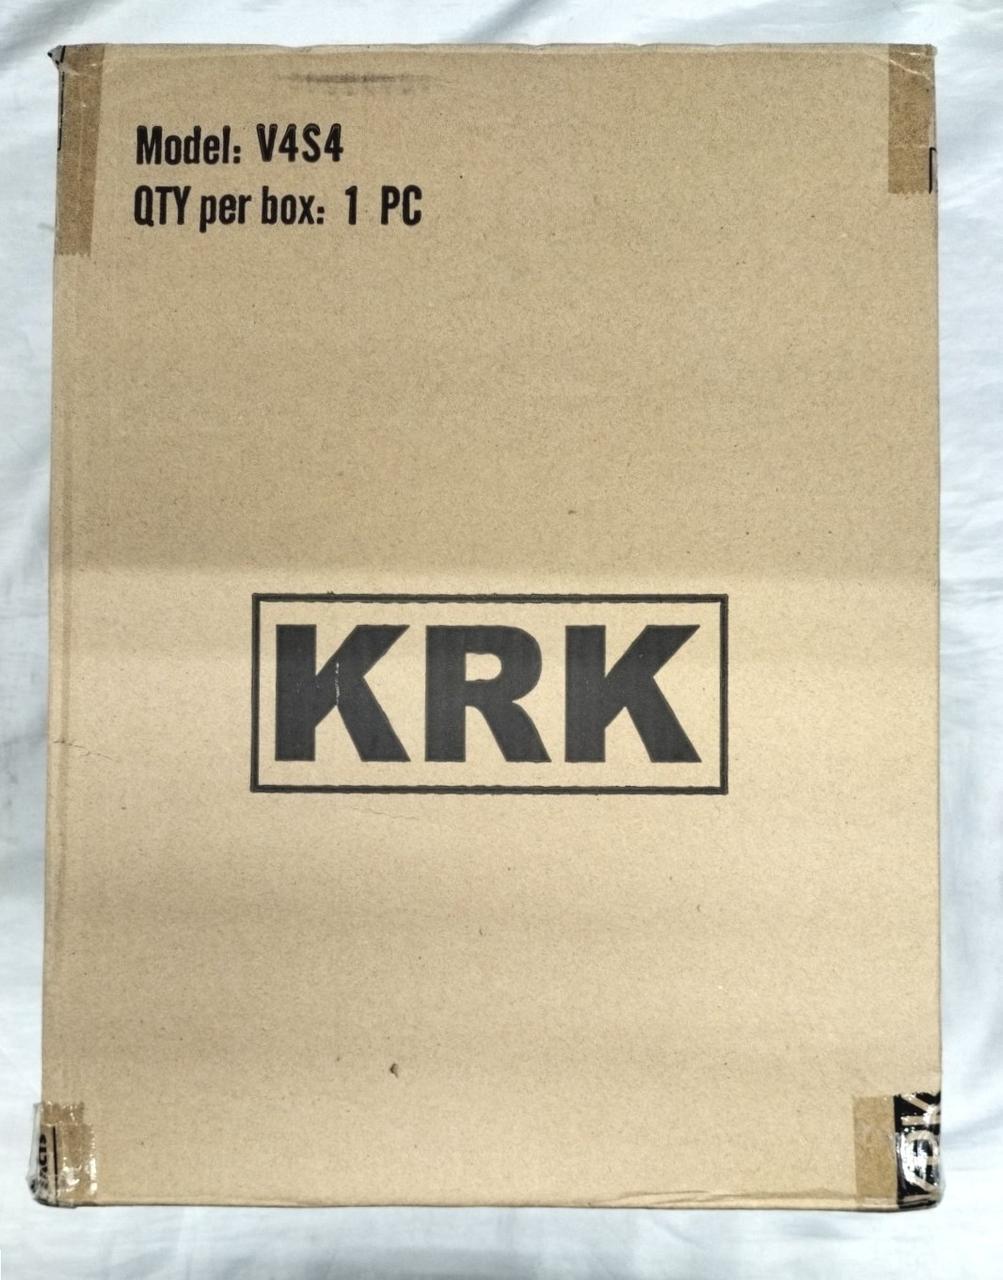 Model: V4S4
QTY per box: 1 PC
KRK